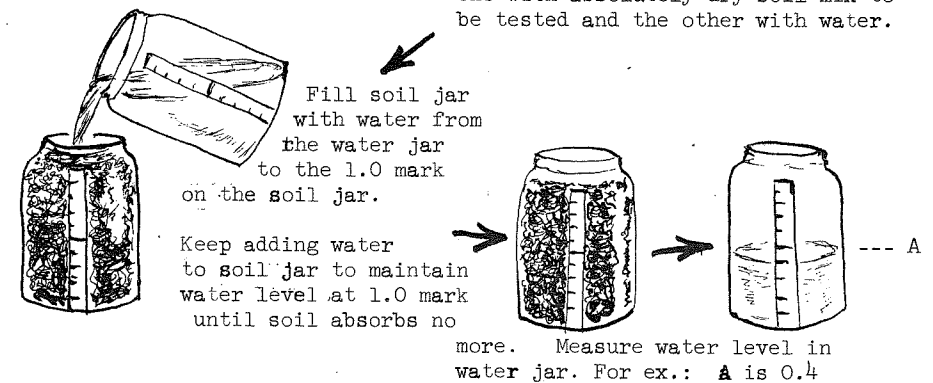 be tested and the other with water.
Fill soil jar
with water from
the water jar
to the 1.0 mark
on the soil jar.
Keep adding water
to soil jar to maintain
water level at 1.0 mark
until soil absorbs no
--- A
more. Measure water level in
water jar. For ex.: A is 0.4